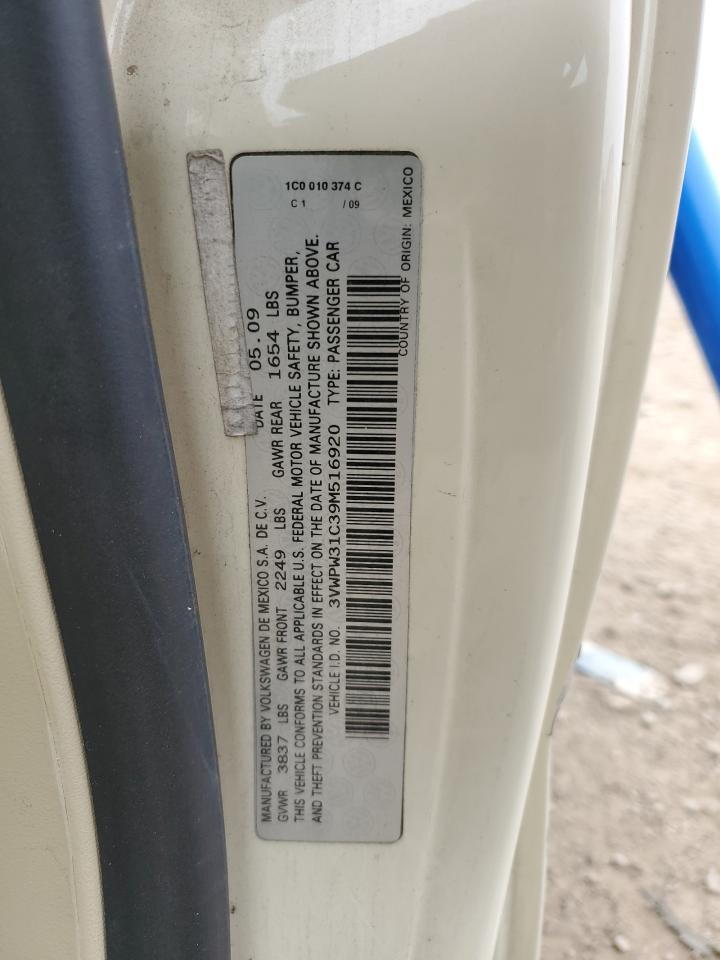 MANUFACTURED BY VOLKSWAGEN DE MEXICO S.A. DE C.V. DATE 05.09
GVWR 3837 LBS GAWR FRONT 2249 LBS GAWR REAR 1654 LBS
THIS VEHICLE CONFORMS TO ALL APPLICABLE U.S. FEDERAL MOTOR VEHICLE SAFETY, BUMPER,
AND THEFT PREVENTION STANDARDS IN EFFECT ON THE DATE OF MANUFACTURE SHOWN ABOVE.
VEHICLE I.D. NO. 3VWPW31C39M516920 TYPE: PASSENGER CAR
COUNTRY OF ORIGIN: MEXICO
1C0 010 374 C
C 1 / 09